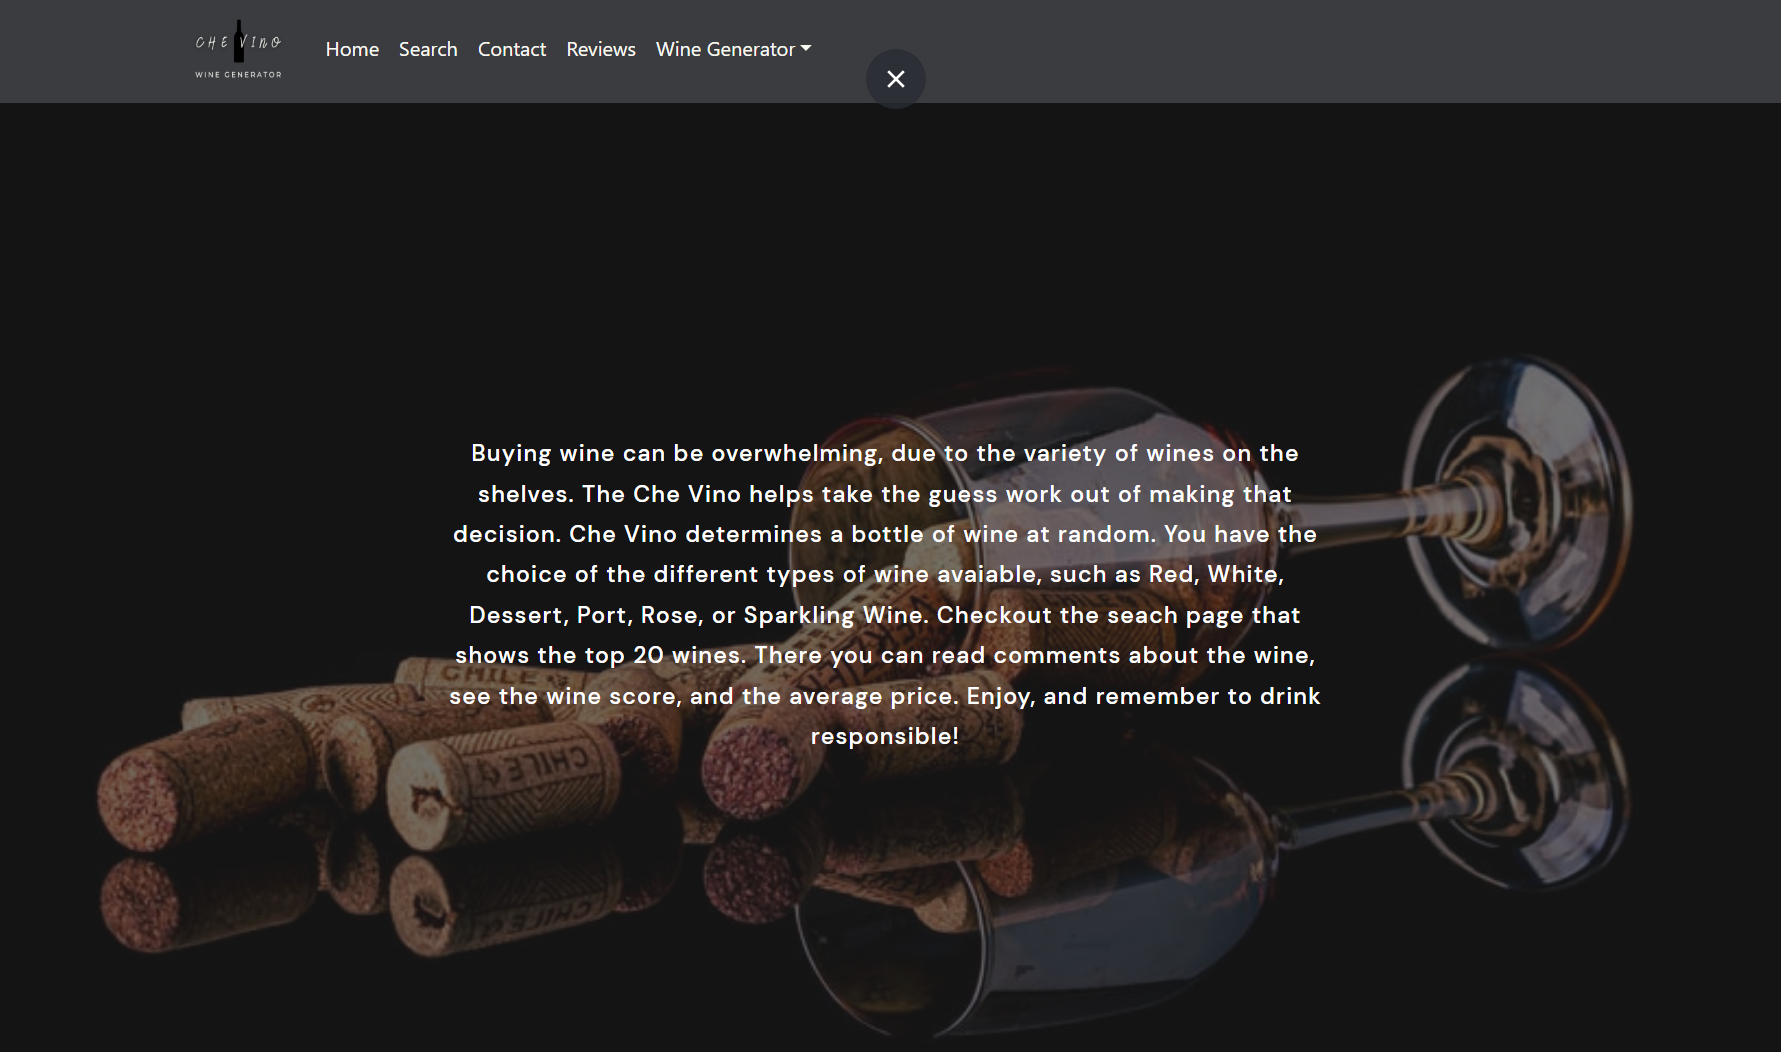 CHE VINO
WINE GENERATOR
Home Search Contact Reviews Wine Generator
Buying wine can be overwhelming, due to the variety of wines on the
shelves. The Che Vino helps take the guess work out of making that
decision. Che Vino determines a bottle of wine at random. You have the
choice of the different types of wine avaiable, such as Red, White,
Dessert, Port, Rose, or Sparkling Wine. Checkout the seach page that
shows the top 20 wines. There you can read comments about the wine,
see the wine score, and the average price. Enjoy, and remember to drink
responsible!
CHILE
CHILE